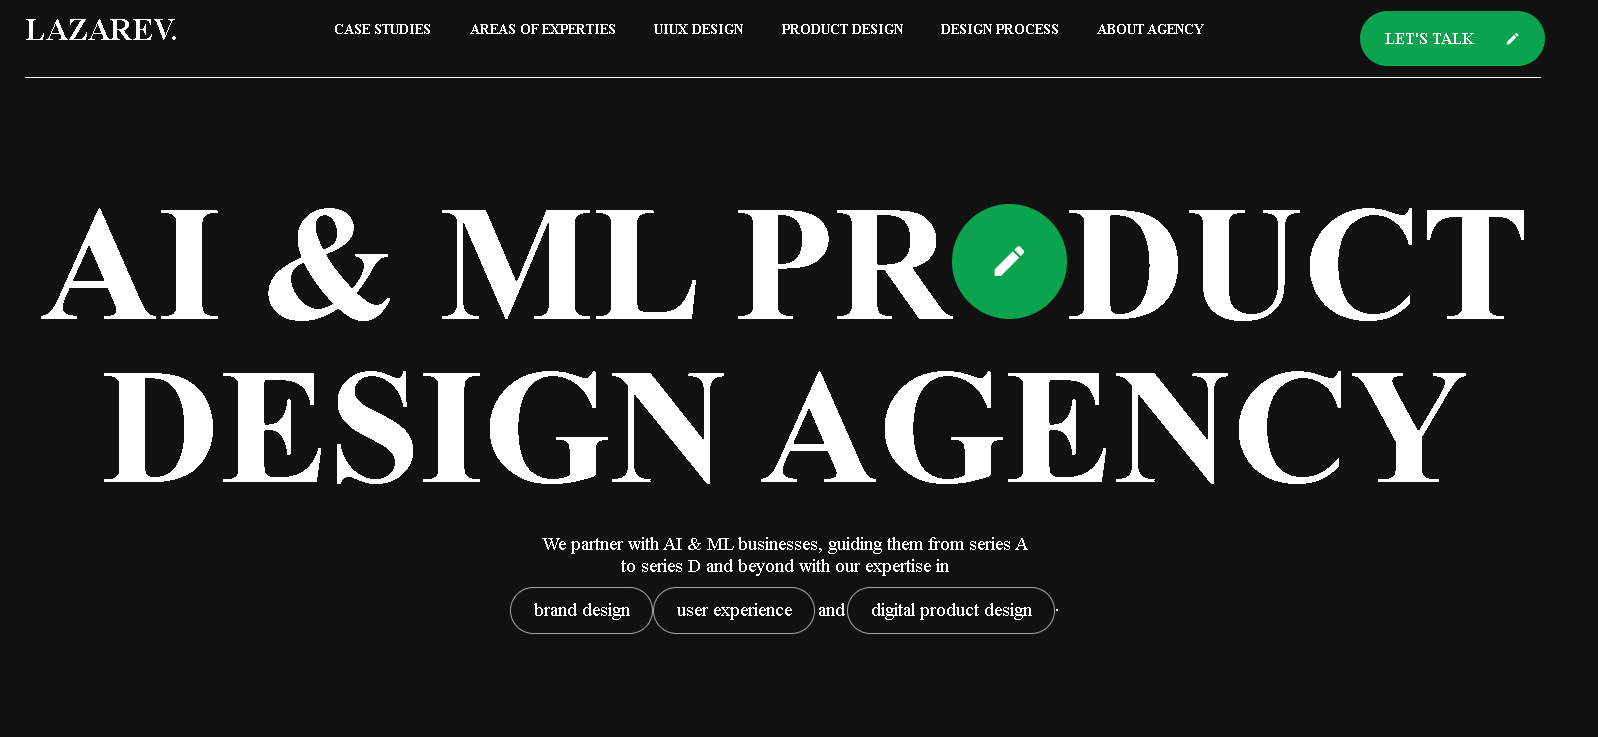 LAZAREV.
CASE STUDIES
AREAS OF EXPERTIES
UIUX DESIGN
PRODUCT DESIGN
DESIGN PROCESS
ABOUT AGENCY
LET'S TALK
AI & ML PR DUCT
DESIGN AGENCY
We partner with AI & ML businesses, guiding them from series A
to series D and beyond with our expertise in
brand design user experience and digital product design .